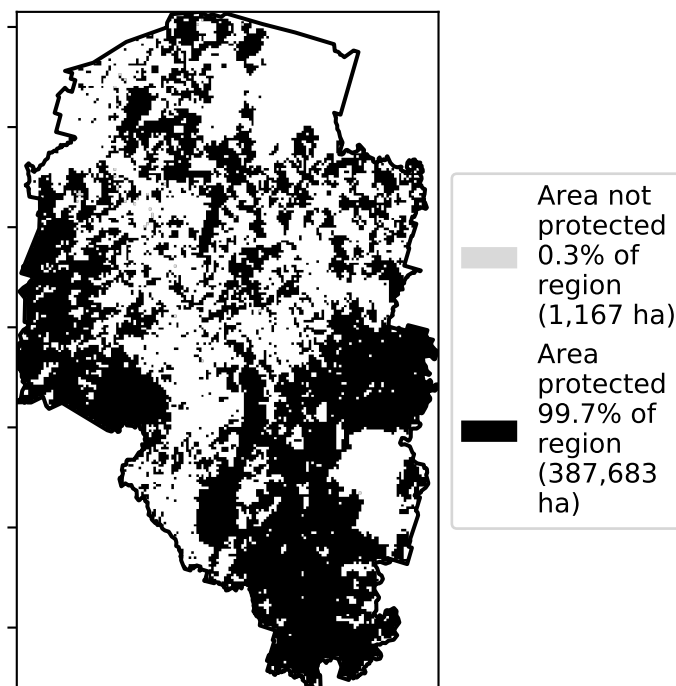 Area not
protected
0.3% of
region
(1,167 ha)
Area
protected
99.7% of
region
(387,683
ha)